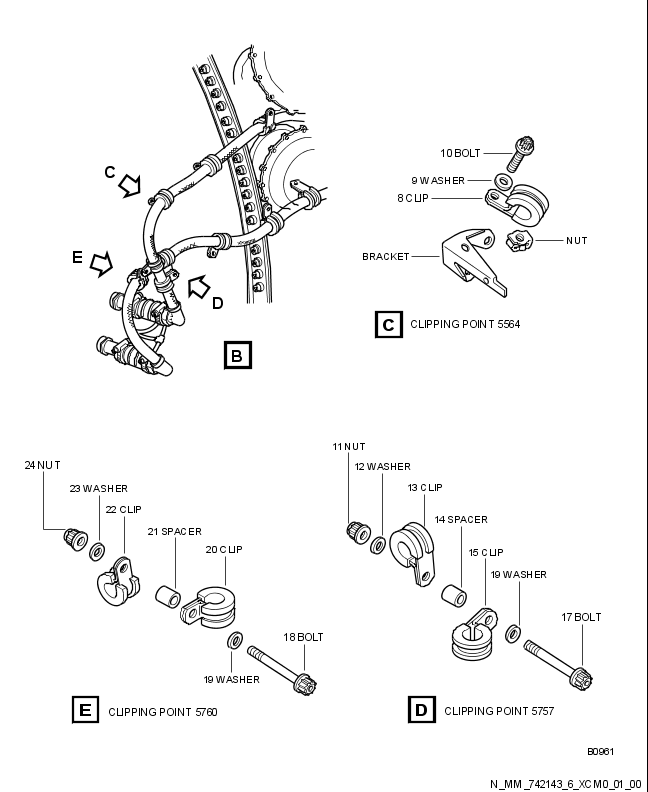 C
E
D
B
10 BOLT
9 WASHER
8 CLIP
NUT
BRACKET
C CLIPPING POINT 5564
24 NUT
23 WASHER
22 CLIP
21 SPACER
20 CLIP
18 BOLT
19 WASHER
E CLIPPING POINT 5760
11 NUT
12 WASHER
13 CLIP
14 SPACER
15 CLIP
19 WASHER
17 BOLT
D CLIPPING POINT 5757
B0961
N_MM_742143_6_XCM0_01_00